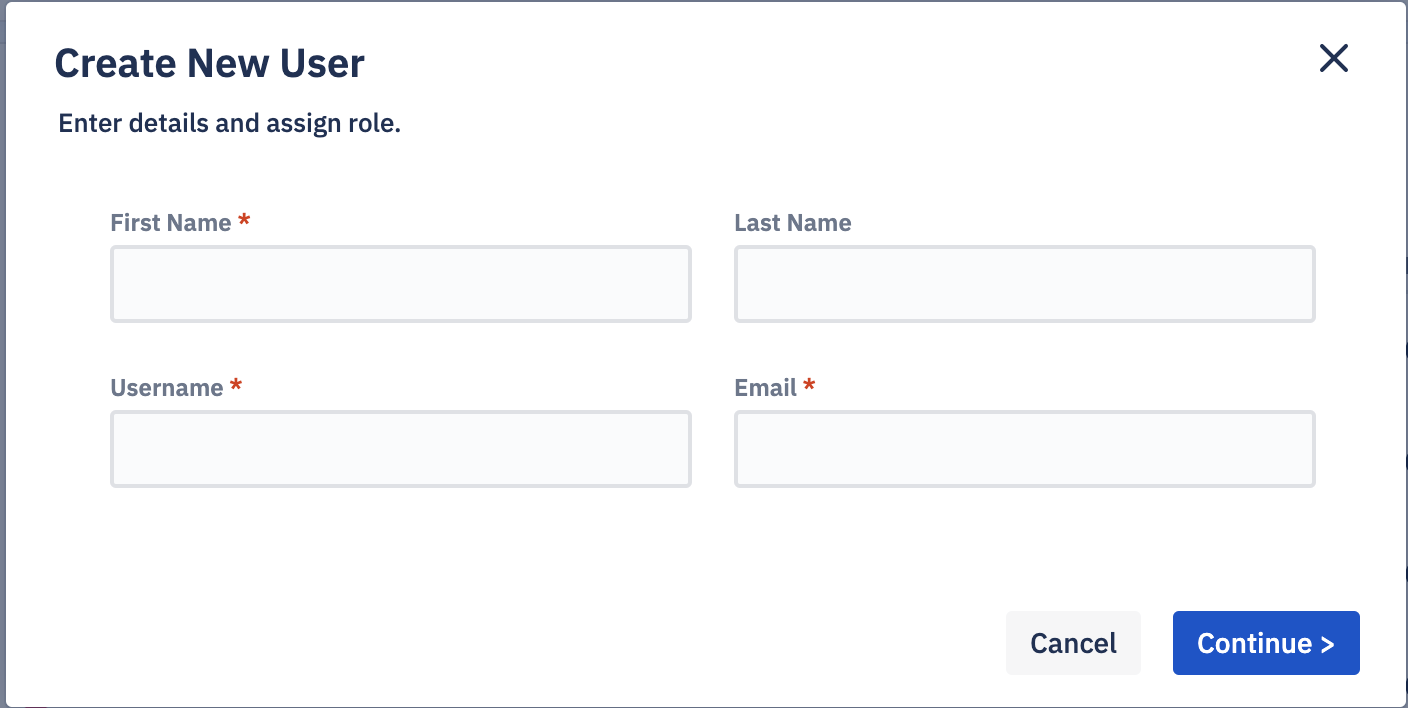 Create New User
Enter details and assign role.
First Name *
Last Name
Username *
Email *
Cancel
Continue >